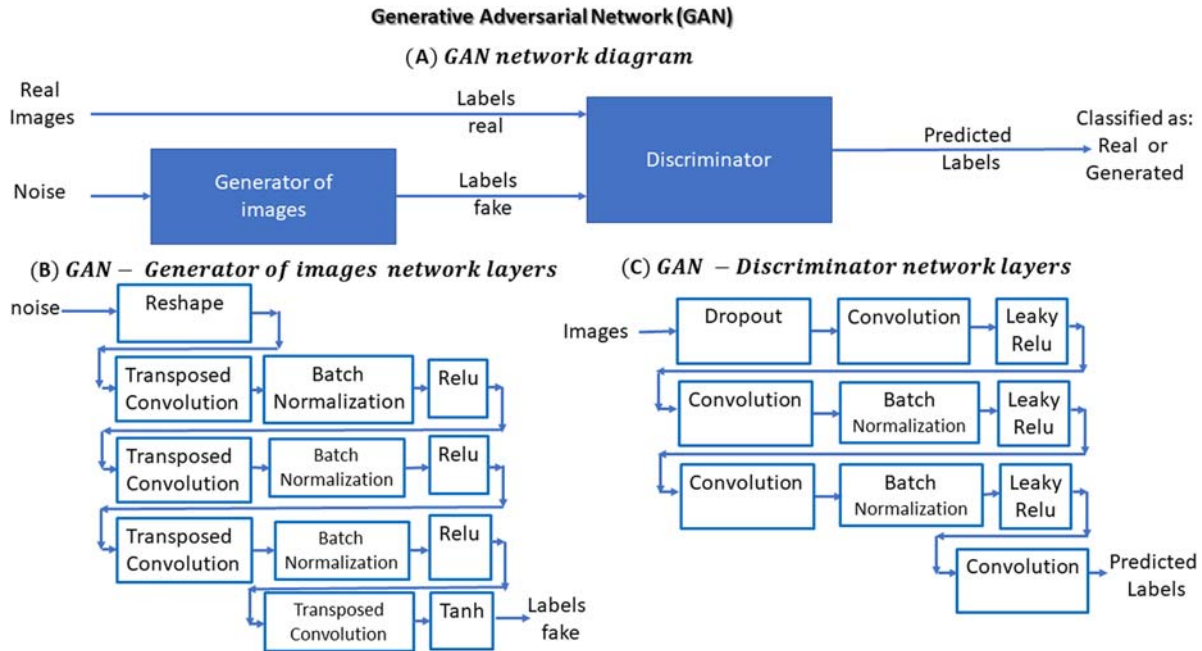 Generative Adversarial Network (GAN)
(A) GAN network diagram
Real
Images
Labels
real
Noise
Generator of
images
Labels
fake
Discriminator
Predicted
Labels
Classified as:
Real or
Generated
(B) GAN – Generator of images network layers
noise
Reshape
Transposed
Convolution
Batch
Normalization
Relu
Transposed
Convolution
Batch
Normalization
Relu
Transposed
Convolution
Batch
Normalization
Relu
Transposed
Convolution
Tanh
Labels
fake
(C) GAN – Discriminator network layers
Images
Dropout
Convolution
Leaky
Relu
Convolution
Batch
Normalization
Leaky
Relu
Convolution
Batch
Normalization
Leaky
Relu
Convolution
Predicted
Labels